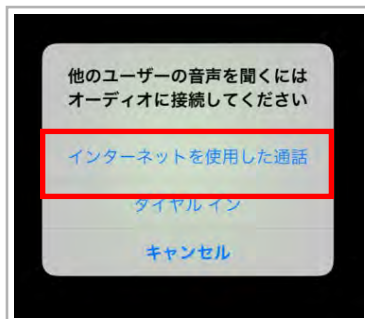 他のユーザーの音声を聞くには
オーディオに接続してください
インターネットを使用した通話
ダイヤル イン
キャンセル